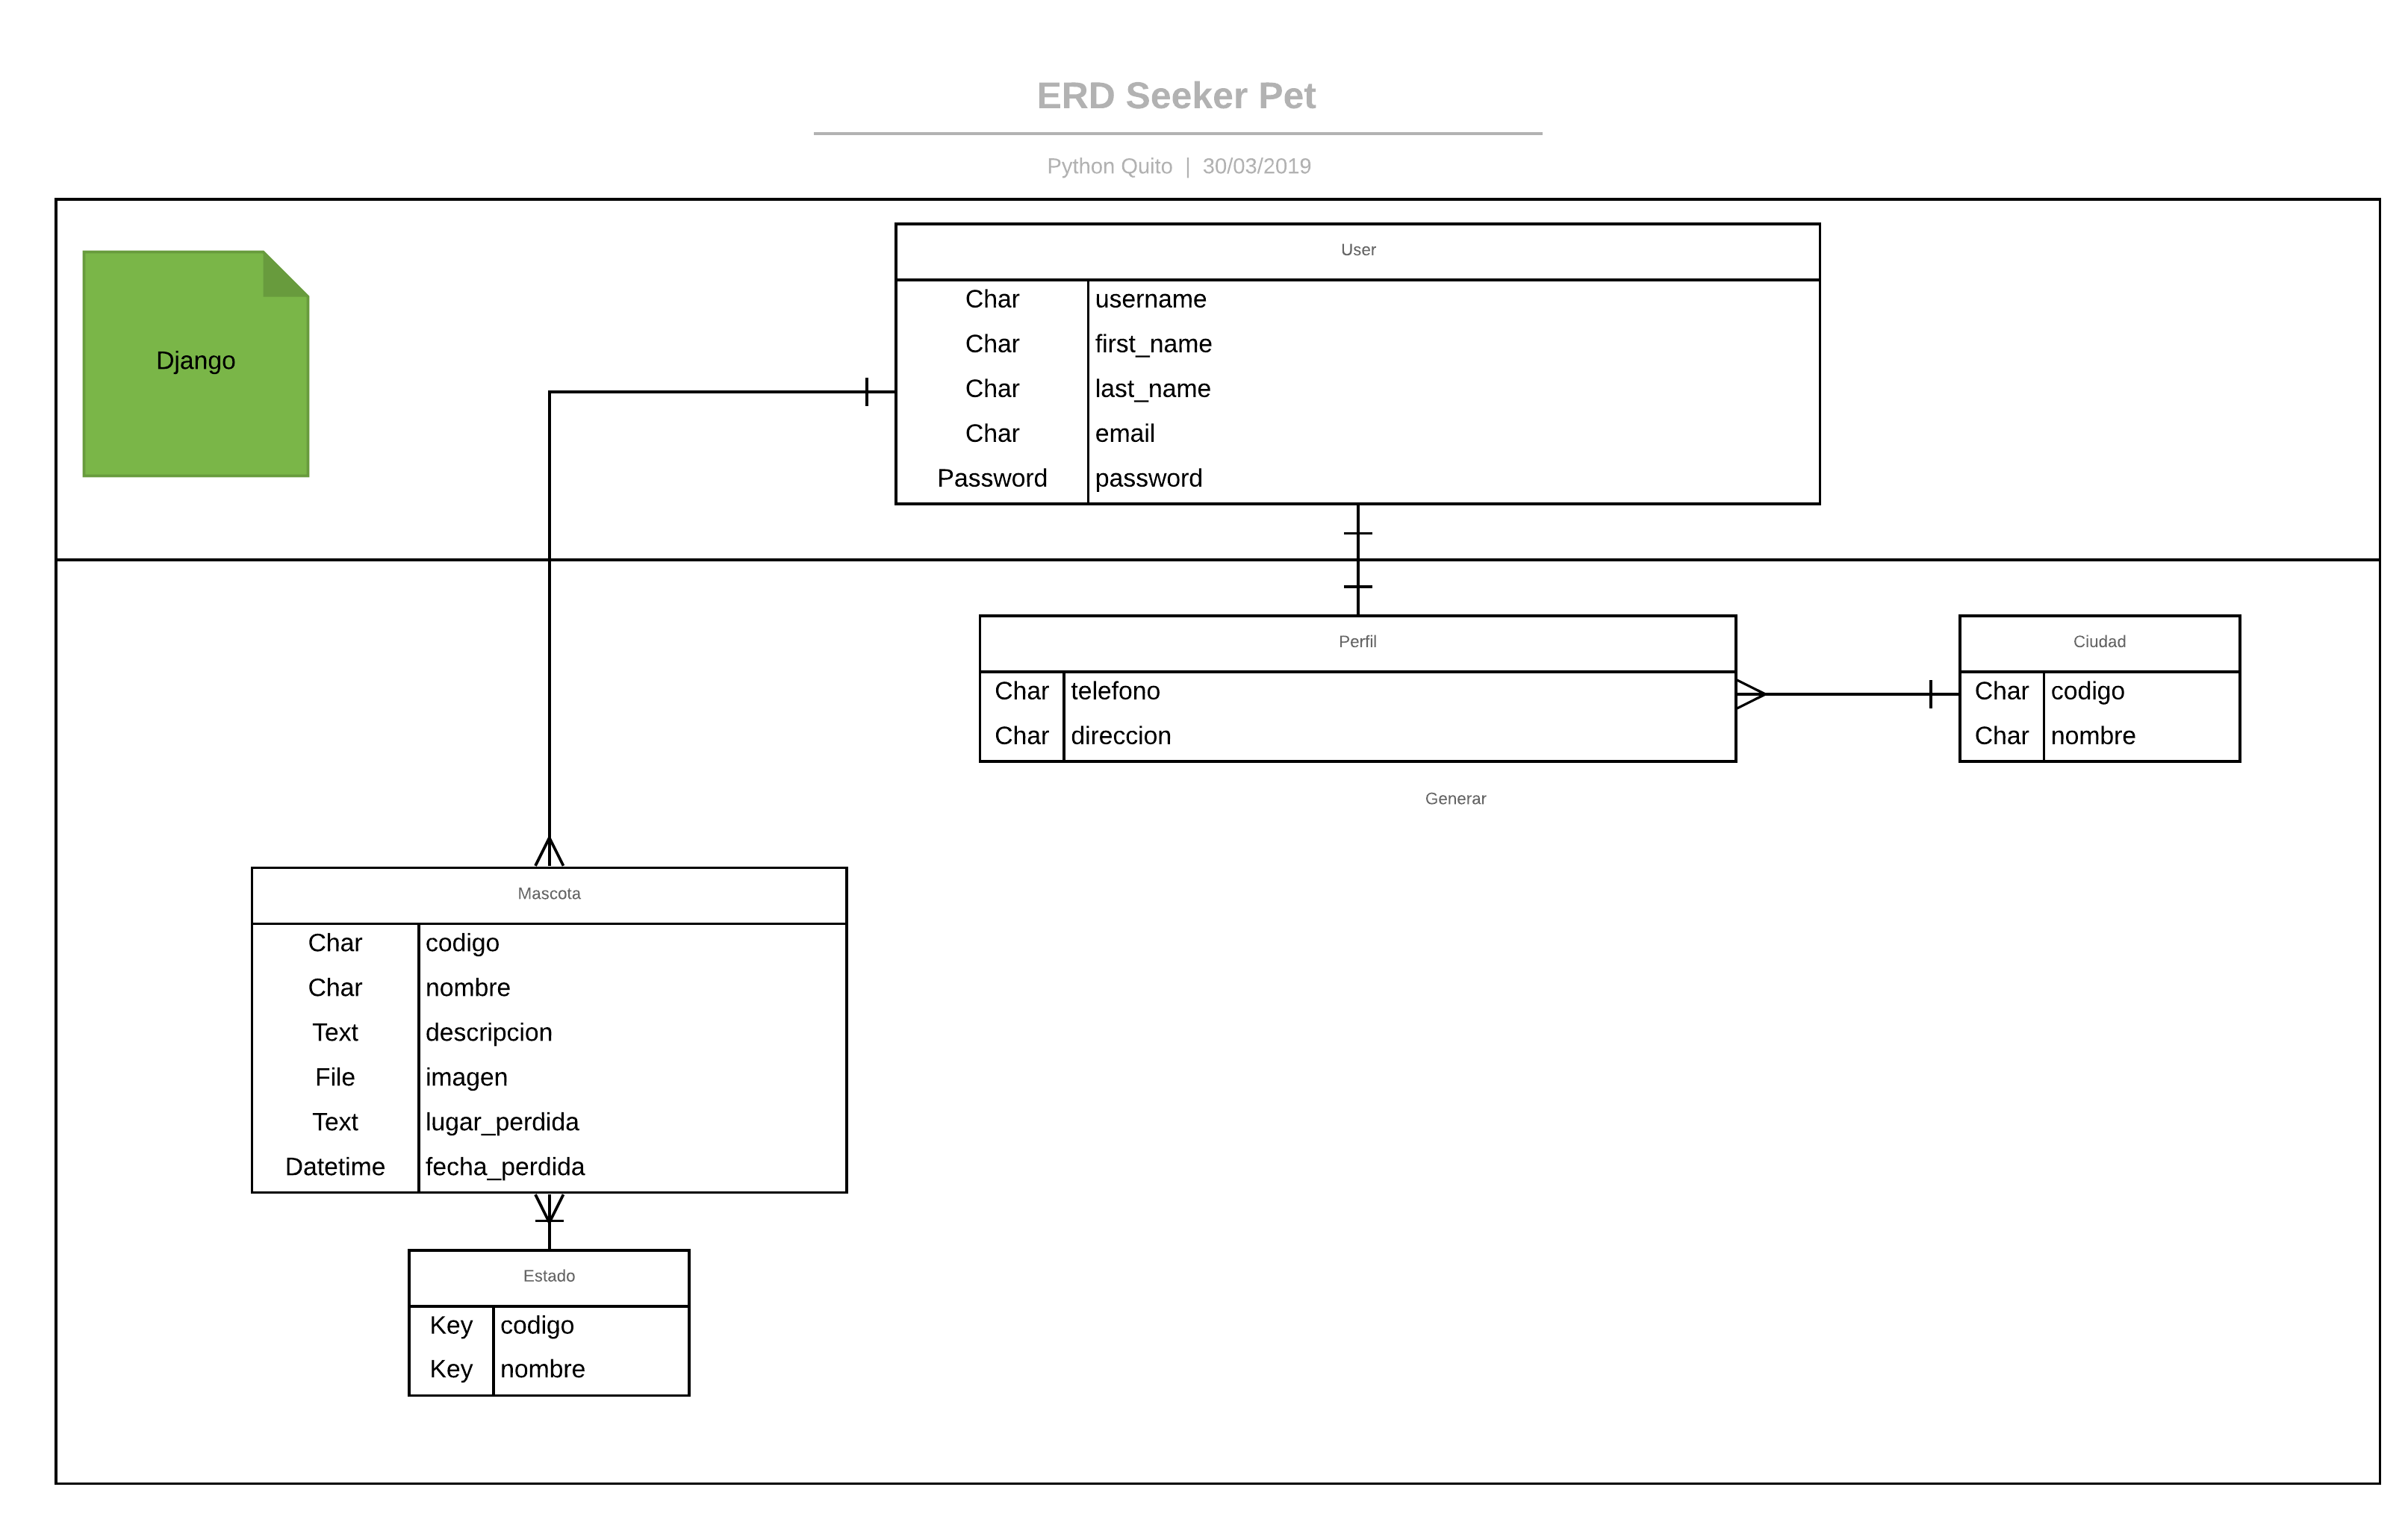 ERD Seeker Pet
Python Quito | 30/03/2019
Django
User
Char username
Char first_name
Char last_name
Char email
Password password
Perfil
Char telefono
Char direccion
Ciudad
Char codigo
Char nombre
Generar
Mascota
Char codigo
Char nombre
Text descripcion
File imagen
Text lugar_perdida
Datetime fecha_perdida
Estado
Key codigo
Key nombre